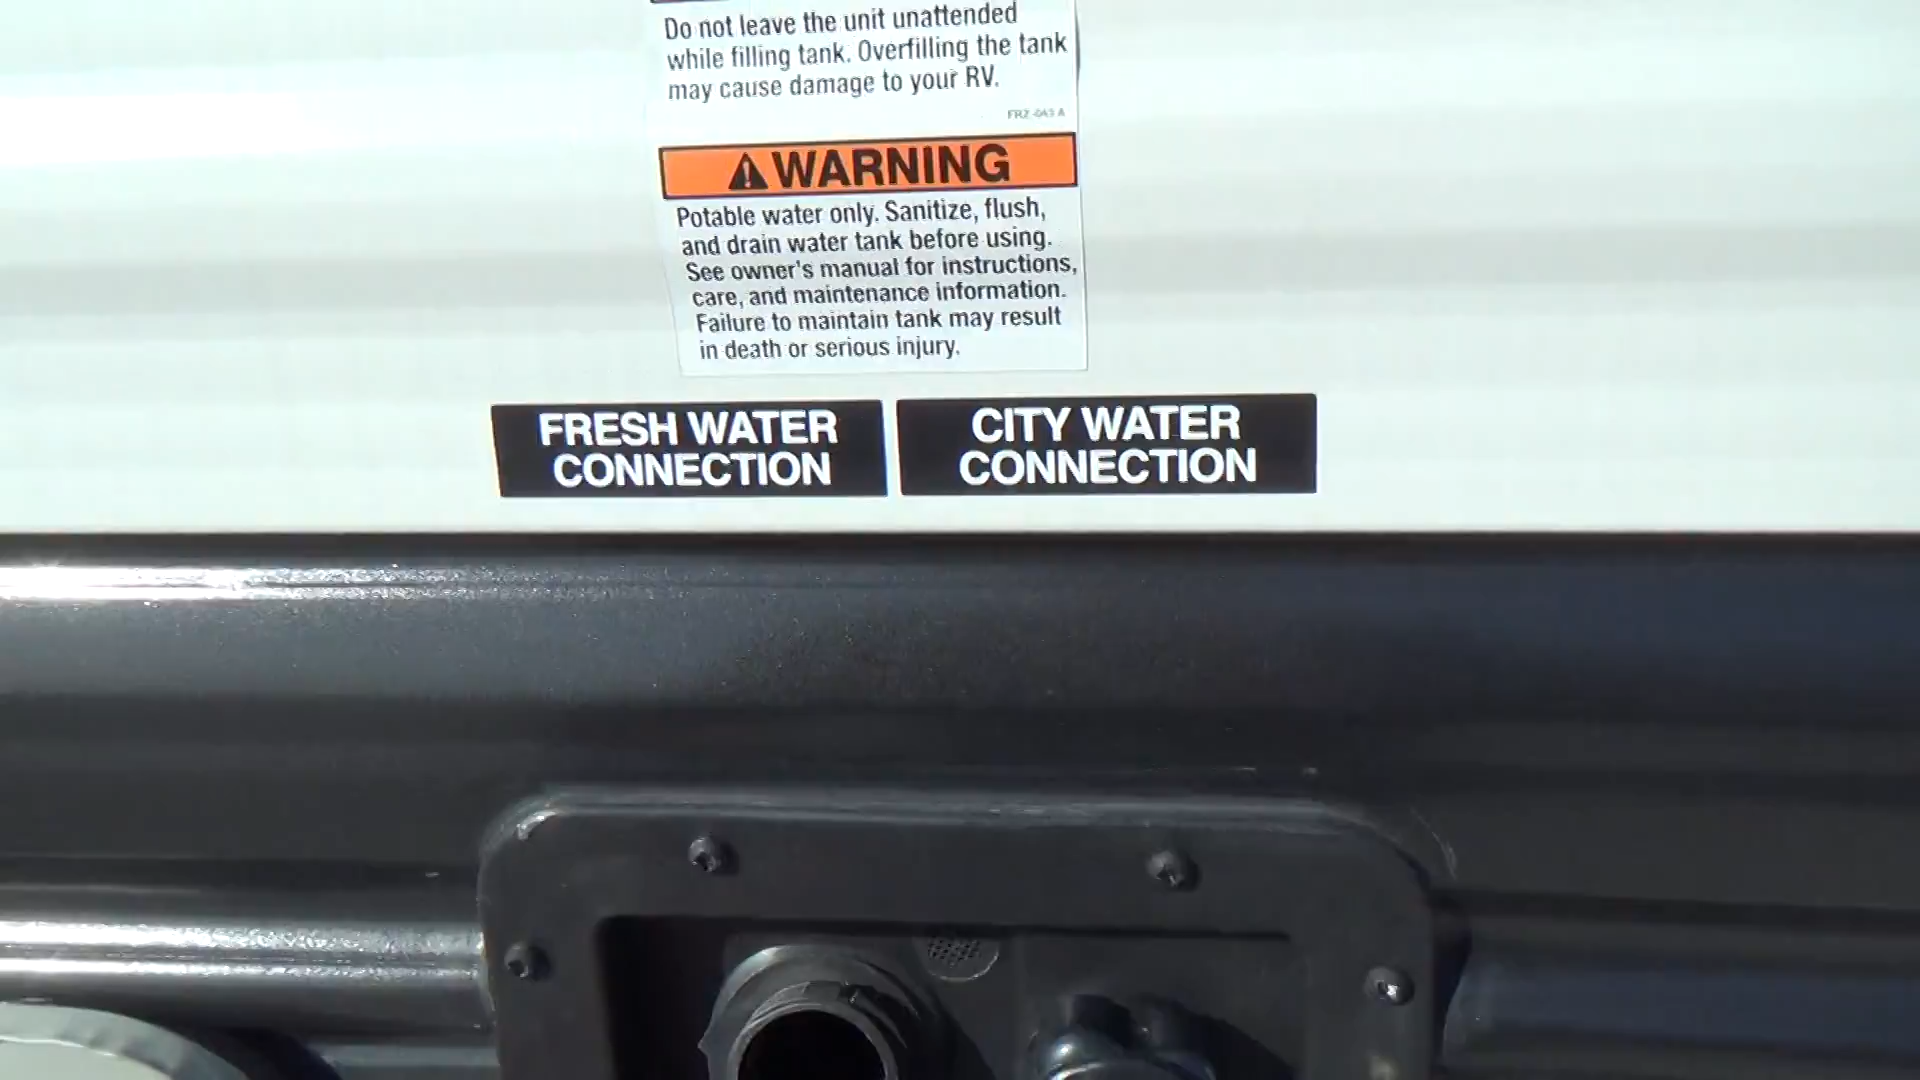 Do not leave the unit unattended
while filling tank. Overfilling the tank
may cause damage to your RV.
FRZ-043 A
WARNING
Potable water only. Sanitize, flush,
and drain water tank before using.
See owner's manual for instructions,
care, and maintenance information.
Failure to maintain tank may result
in death or serious injury.
FRESH WATER
CONNECTION
CITY WATER
CONNECTION